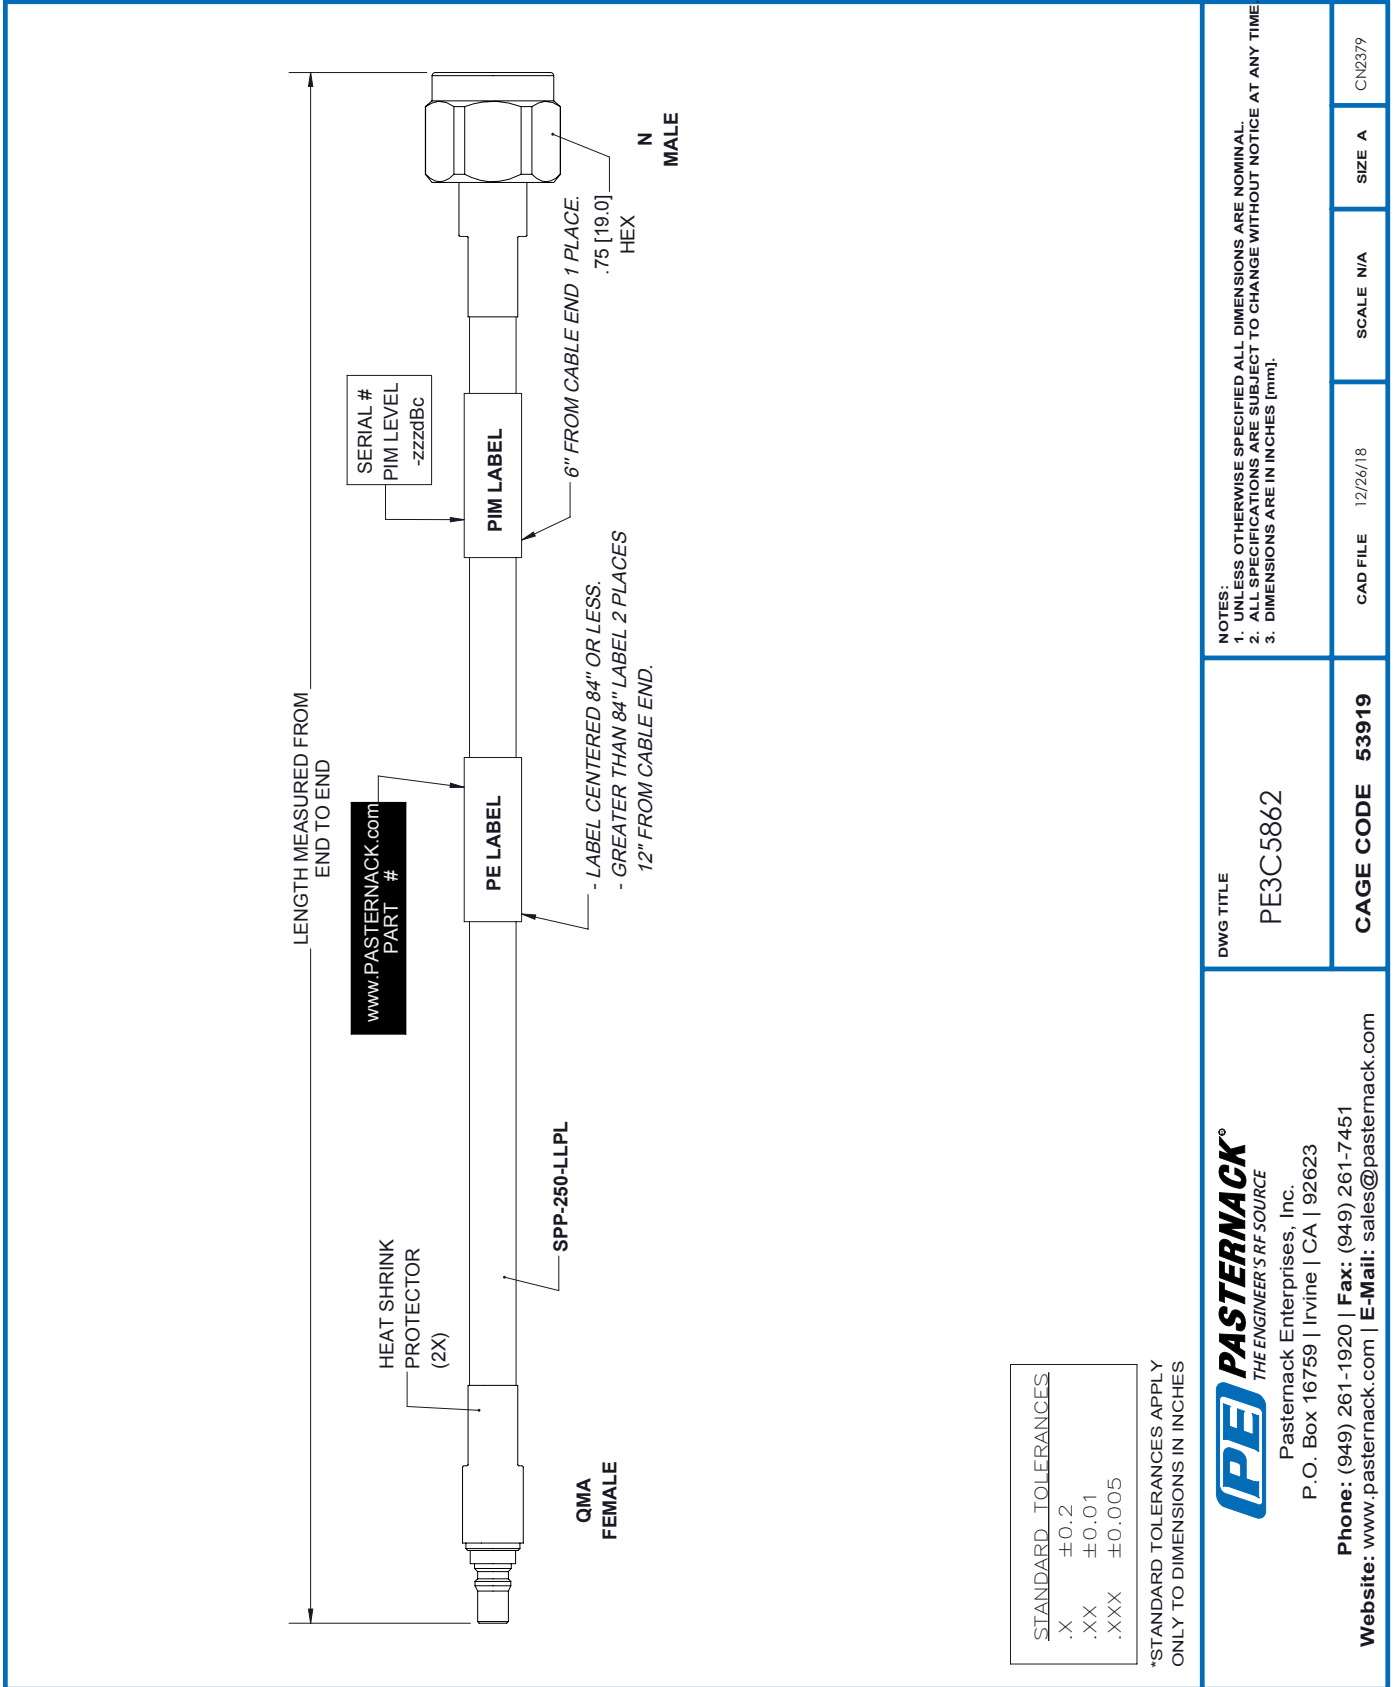 LENGTH MEASURED FROM
END TO END
HEAT SHRINK
PROTECTOR
(2X)
www.PASTERNACK.com
PART #
SERIAL #
PIM LEVEL
-zzzdBc
PE LABEL
PIM LABEL
SPP-250-LLPL
- LABEL CENTERED 84" OR LESS.
- GREATER THAN 84" LABEL 2 PLACES
12" FROM CABLE END.
6" FROM CABLE END 1 PLACE.
.75 [19.0]
HEX
QMA
FEMALE
N
MALE
STANDARD TOLERANCES
.X ±0.2
.XX ±0.01
.XXX ±0.005
*STANDARD TOLERANCES APPLY
ONLY TO DIMENSIONS IN INCHES
PE PASTERNACK®
THE ENGINEER'S RF SOURCE
Pasternack Enterprises, Inc.
P.O. Box 16759 | Irvine | CA | 92623
Phone: (949) 261-1920 | Fax: (949) 261-7451
Website: www.pasternack.com | E-Mail: sales@pasternack.com
DWG TITLE
PE3C5862
CAGE CODE 53919
NOTES:
1. UNLESS OTHERWISE SPECIFIED ALL DIMENSIONS ARE NOMINAL.
2. ALL SPECIFICATIONS ARE SUBJECT TO CHANGE WITHOUT NOTICE AT ANY TIME.
3. DIMENSIONS ARE IN INCHES [mm].
CAD FILE 12/26/18
SCALE N/A
SIZE A
CN2379